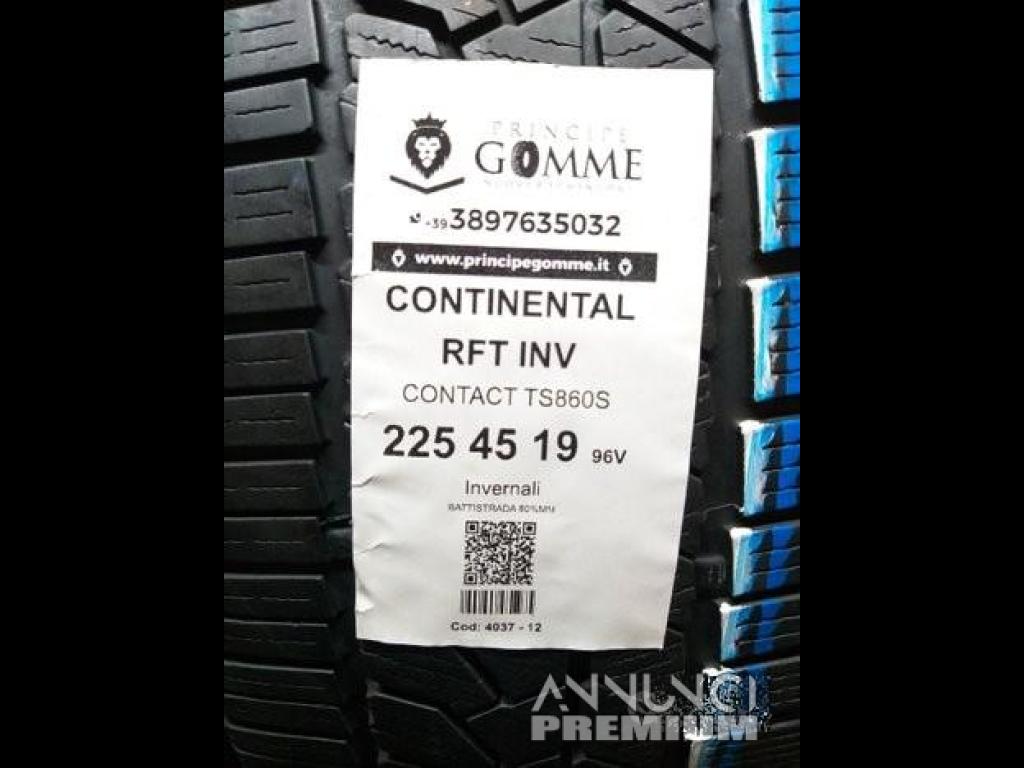 PRINCIPE
GOMME
+39 3897635032
www.principegomme.it
CONTINENTAL
RFT INV
CONTACT TS860S
225 45 19 96V
Invernali
BATTISTRADA 80%MM
Cod: 4037 - 12
ANNUNCI
PREMIUM